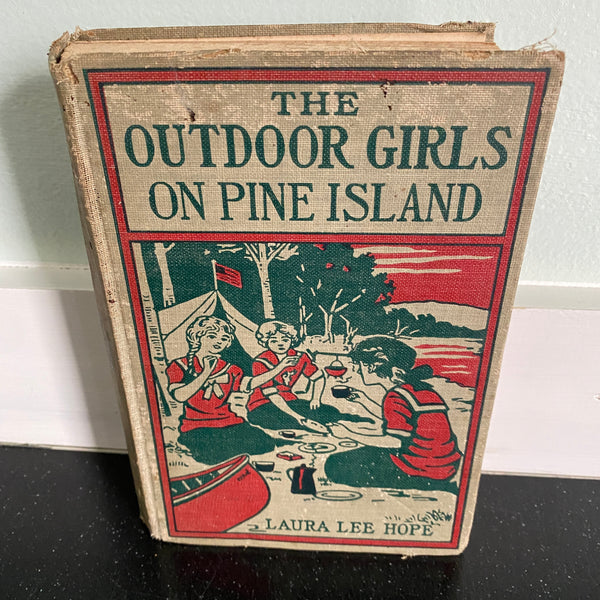 THE
OUTDOOR GIRLS
ON PINE ISLAND
LAURA LEE HOPE